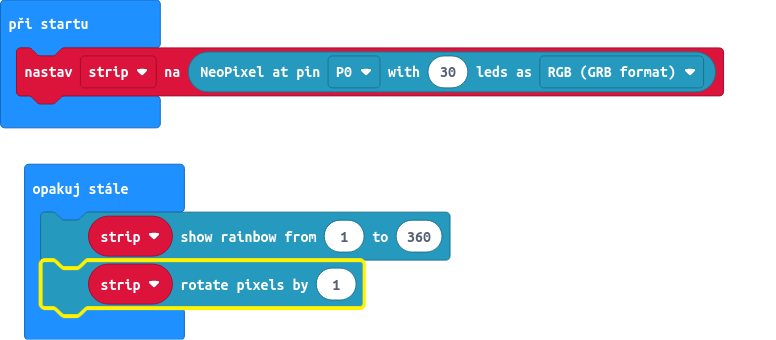 při startu
nastav strip na NeoPixel at pin P0 with 30 leds as RGB (GRB format)
opakuj stále
strip show rainbow from 1 to 360
strip rotate pixels by 1